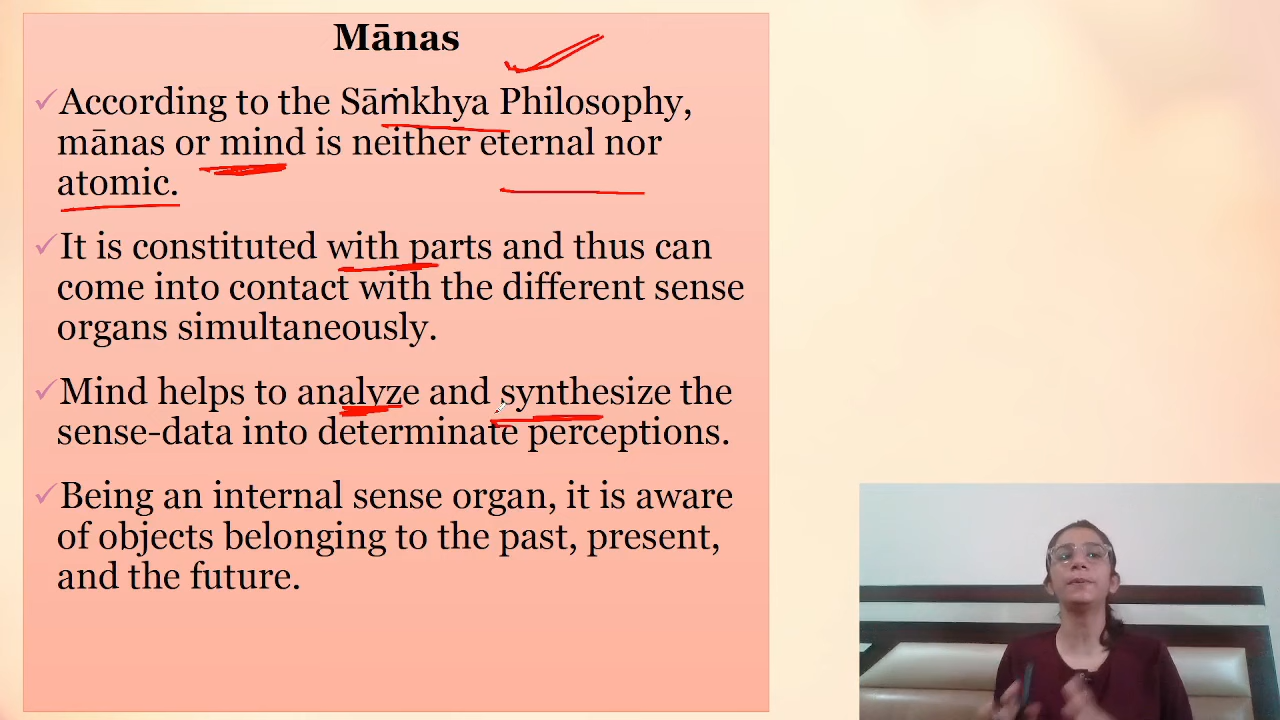 Mānas
According to the Sāṁkhya Philosophy,
mānas or mind is neither eternal nor
atomic.
It is constituted with parts and thus can
come into contact with the different sense
organs simultaneously.
Mind helps to analyze and synthesize the
sense-data into determinate perceptions.
Being an internal sense organ, it is aware
of objects belonging to the past, present,
and the future.